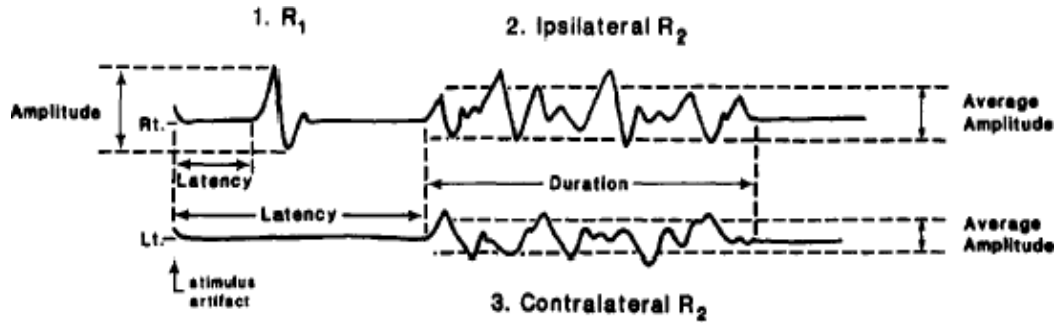 1. R1
2. Ipsilateral R2
Amplitude
Rt.
Average
Amplitude
Latency
Duration
Latency
Lt.
Average
Amplitude
stimulus
artifact
3. Contralateral R2